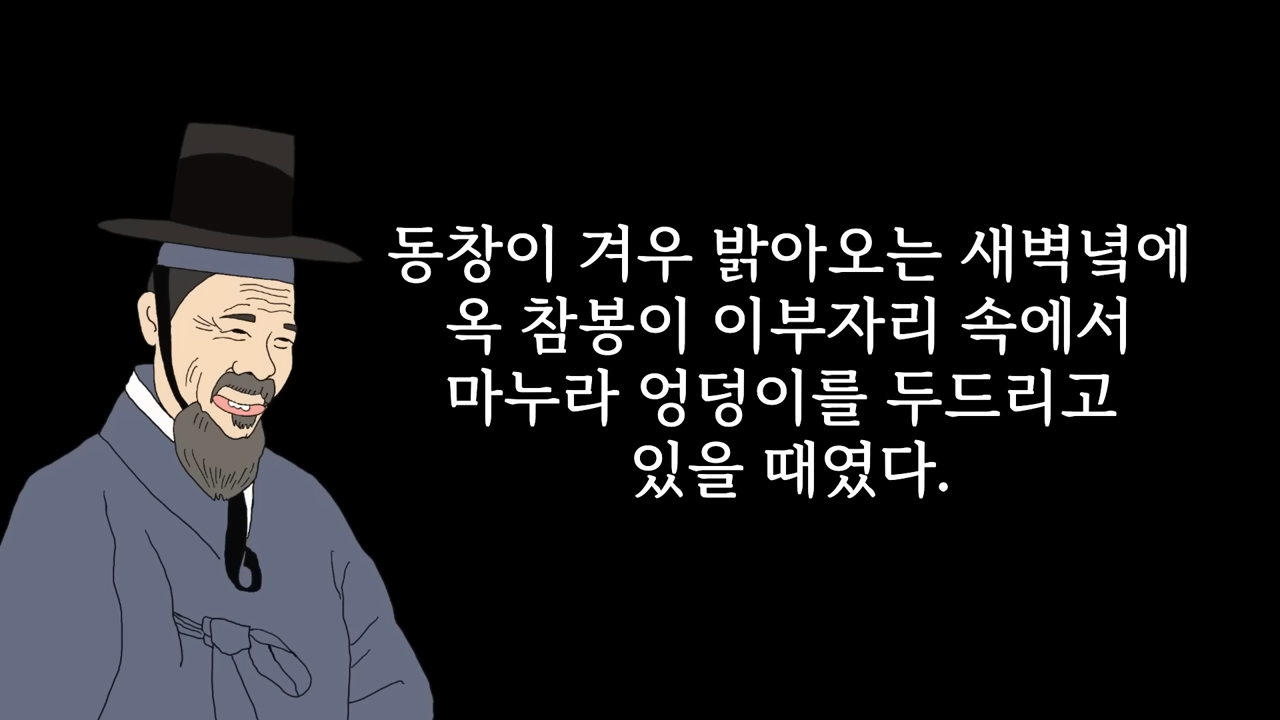 동창이 겨우 밝아오는 새벽녘에
옥 참봉이 이부자리 속에서
마누라 엉덩이를 두드리고
있을 때였다.